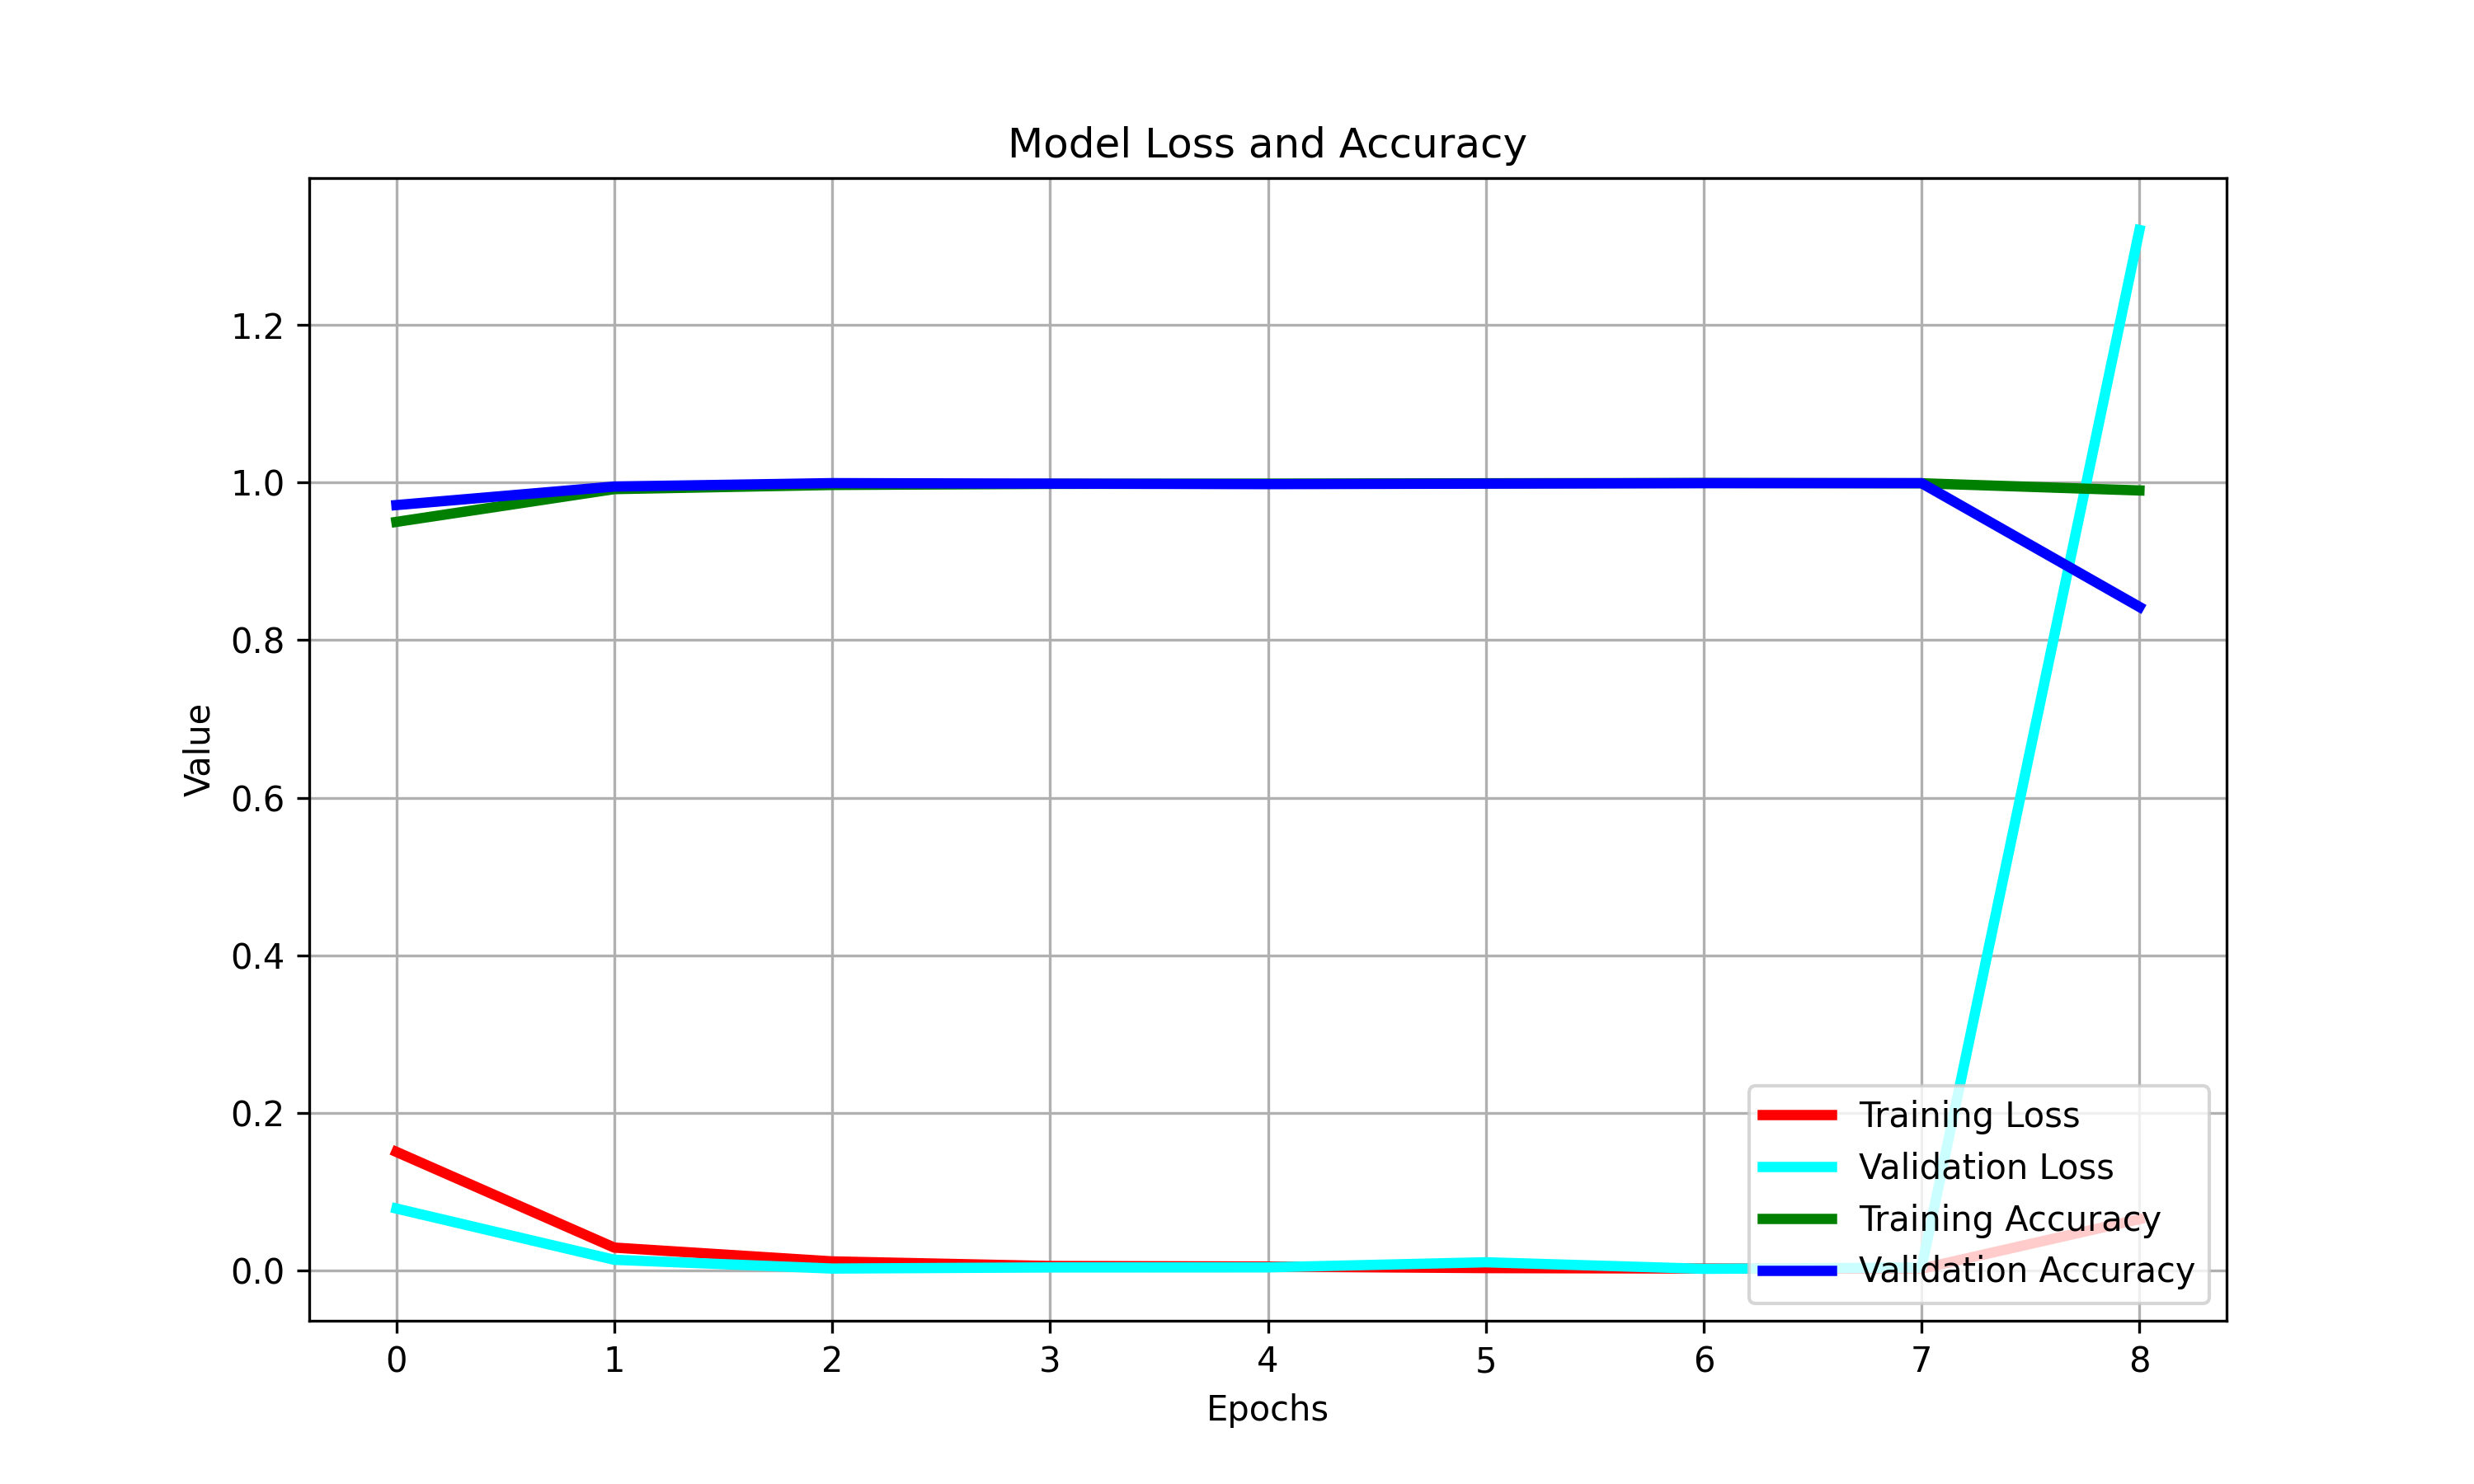 Model Loss and Accuracy
Value
1.2
1.0
0.8
0.6
0.4
0.2
0.0
Training Loss
Validation Loss
Training Accuracy
Validation Accuracy
0 1 2 3 4 5 6 7 8
Epochs